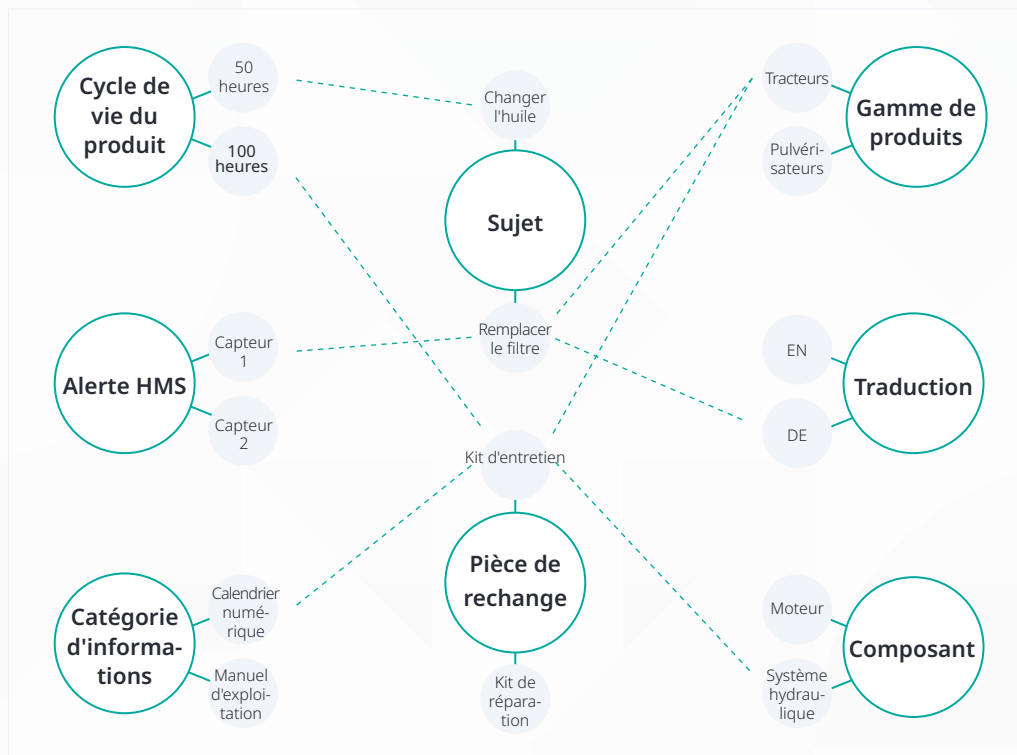 Cycle de
vie du
produit
50
heures
100
heures
Changer
l'huile
Sujet
Remplacer
le filtre
Tracteurs
Pulvéri-
sateurs
Gamme de
produits
Alerte HMS
Capteur
1
Capteur
2
EN
DE
Traduction
Kit d'entretien
Pièce de
rechange
Kit de
répara-
tion
Catégorie
d'informa-
tions
Calendrier
numé-
rique
Manuel
d'exploi-
tation
Moteur
Système
hydrau-
lique
Composant